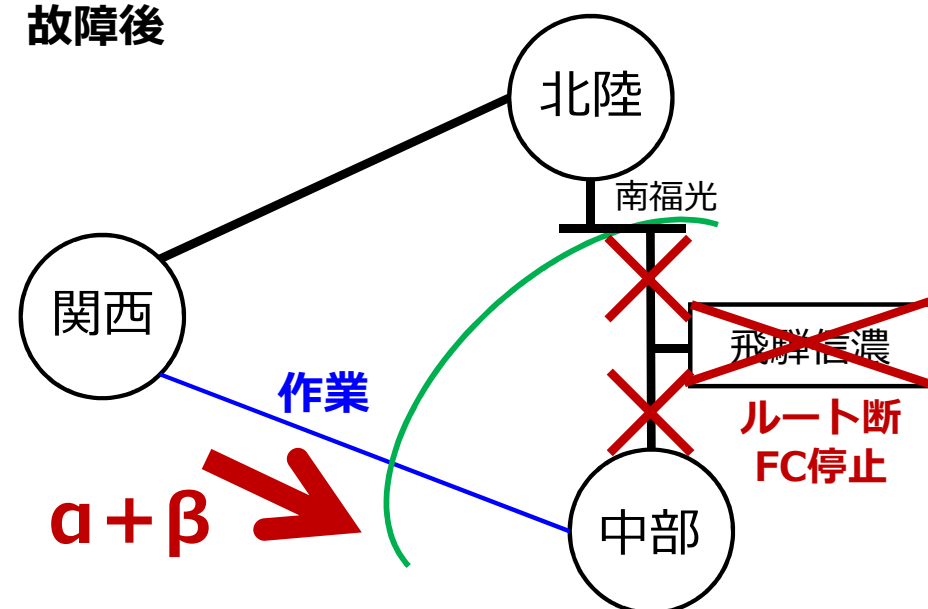 故障後
北陸
南福光
関西
飛騨信濃
作業
ルート断
FC停止
α+β
中部